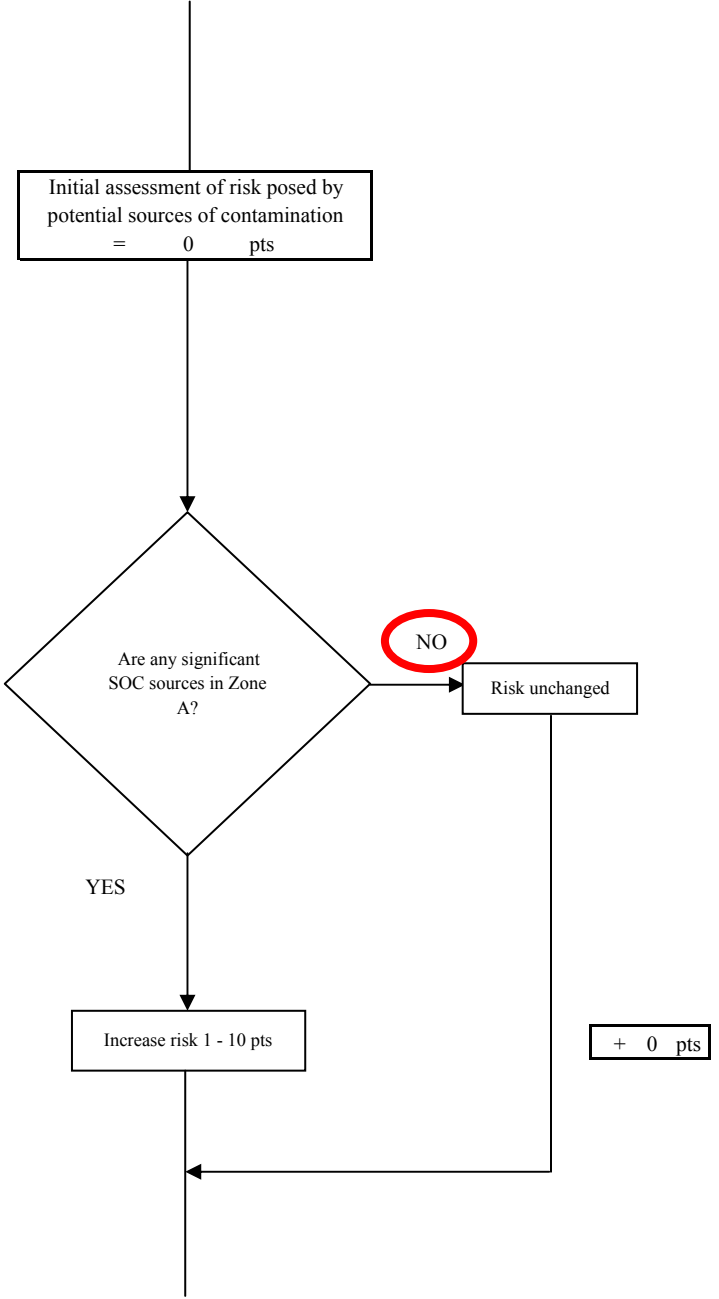 Initial assessment of risk posed by
potential sources of contamination
= 0 pts
Are any significant
SOC sources in Zone
A?
NO
Risk unchanged
YES
Increase risk 1 - 10 pts
+ 0 pts